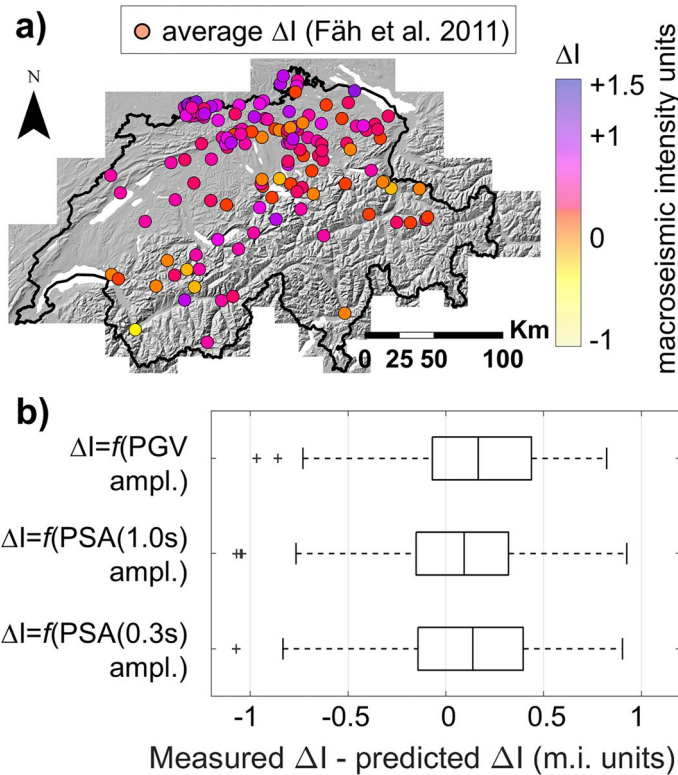 a)
average ΔI (Fäh et al. 2011)
N
ΔI
+1.5
+1
0
-1
macroseismic intensity units
Km
0 25 50 100
b)
ΔI=f(PGV
ampl.)
ΔI=f(PSA(1.0s)
ampl.)
ΔI=f(PSA(0.3s)
ampl.)
-1 -0.5 0 0.5 1
Measured ΔI - predicted ΔI (m.i. units)